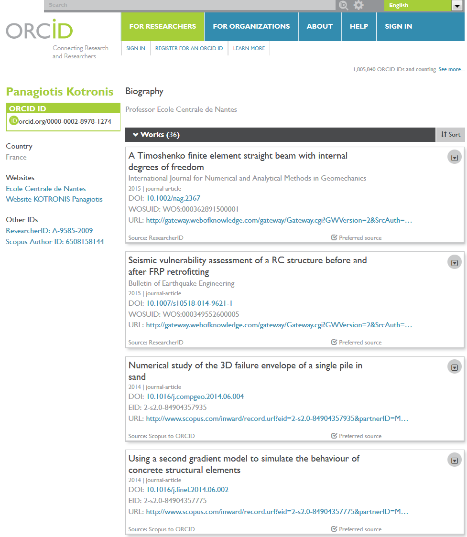 Search
English
ORCID
Connecting Research
and Researchers
FOR RESEARCHERS
FOR ORGANIZATIONS
ABOUT
HELP
SIGN IN
SIGN IN
REGISTER FOR AN ORCID ID
LEARN MORE
1,005,040 ORCID iDs and counting. See more
Panagiotis Kotronis
ORCID ID
iD orcid.org/0000-0002-8978-1274
Country
France
Websites
Ecole Centrale de Nantes
Website KOTRONIS Panagiotis
Other IDs
ResearcherID: A-9585-2009
Scopus Author ID: 6508158144
Biography
Professor Ecole Centrale de Nantes
Works (36)
Sort
A Timoshenko finite element straight beam with internal
degrees of freedom
International Journal for Numerical and Analytical Methods in Geomechanics
2015 | journal-article
DOI: 10.1002/nag.2367
WOSUID: WOS:000362891500001
URL: http://gateway.webofknowledge.com/gateway/Gateway.cgi?GWVersion=2&SrcAuth=...
Source: ResearcherID
Preferred source
Seismic vulnerability assessment of a RC structure before and
after FRP retrofitting
Bulletin of Earthquake Engineering
2015 | journal-article
DOI: 10.1007/s10518-014-9621-1
WOSUID: WOS:000349552600005
URL: http://gateway.webofknowledge.com/gateway/Gateway.cgi?GWVersion=2&SrcAuth=...
Source: ResearcherID
Preferred source
Numerical study of the 3D failure envelope of a single pile in
sand
2014 | journal-article
DOI: 10.1016/j.compgeo.2014.06.004
EID: 2-s2.0-84904357935
URL: http://www.scopus.com/inward/record.url?eid=2-s2.0-84904357935&partnerID=M...
Source: Scopus to ORCID
Preferred source
Using a second gradient model to simulate the behaviour of
concrete structural elements
2014 | journal-article
DOI: 10.1016/j.finel.2014.06.002
EID: 2-s2.0-84904357775
URL: http://www.scopus.com/inward/record.url?eid=2-s2.0-84904357775&partnerID=M...
Source: Scopus to ORCID
Preferred source